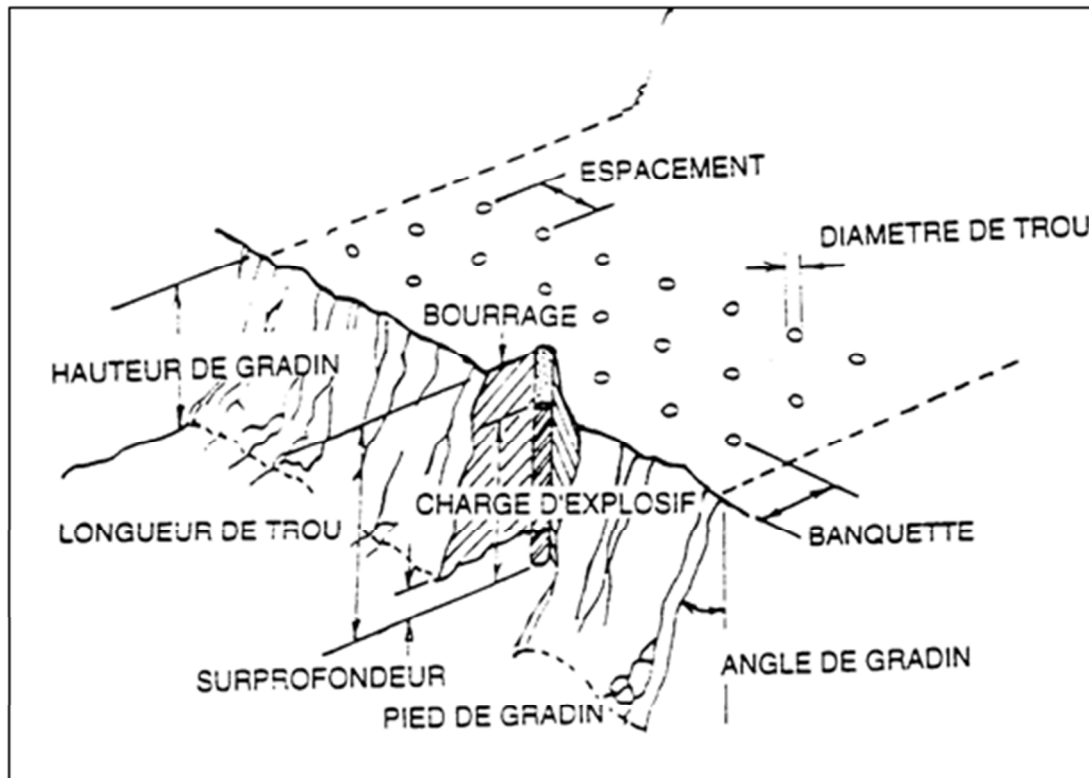 ESPACEMENT
DIAMETRE DE TROU
BOURRAGE
HAUTEUR DE GRADIN
CHARGE D'EXPLOSIF
LONGUEUR DE TROU
BANQUETTE
SURPROFONDEUR
ANGLE DE GRADIN
PIED DE GRADIN